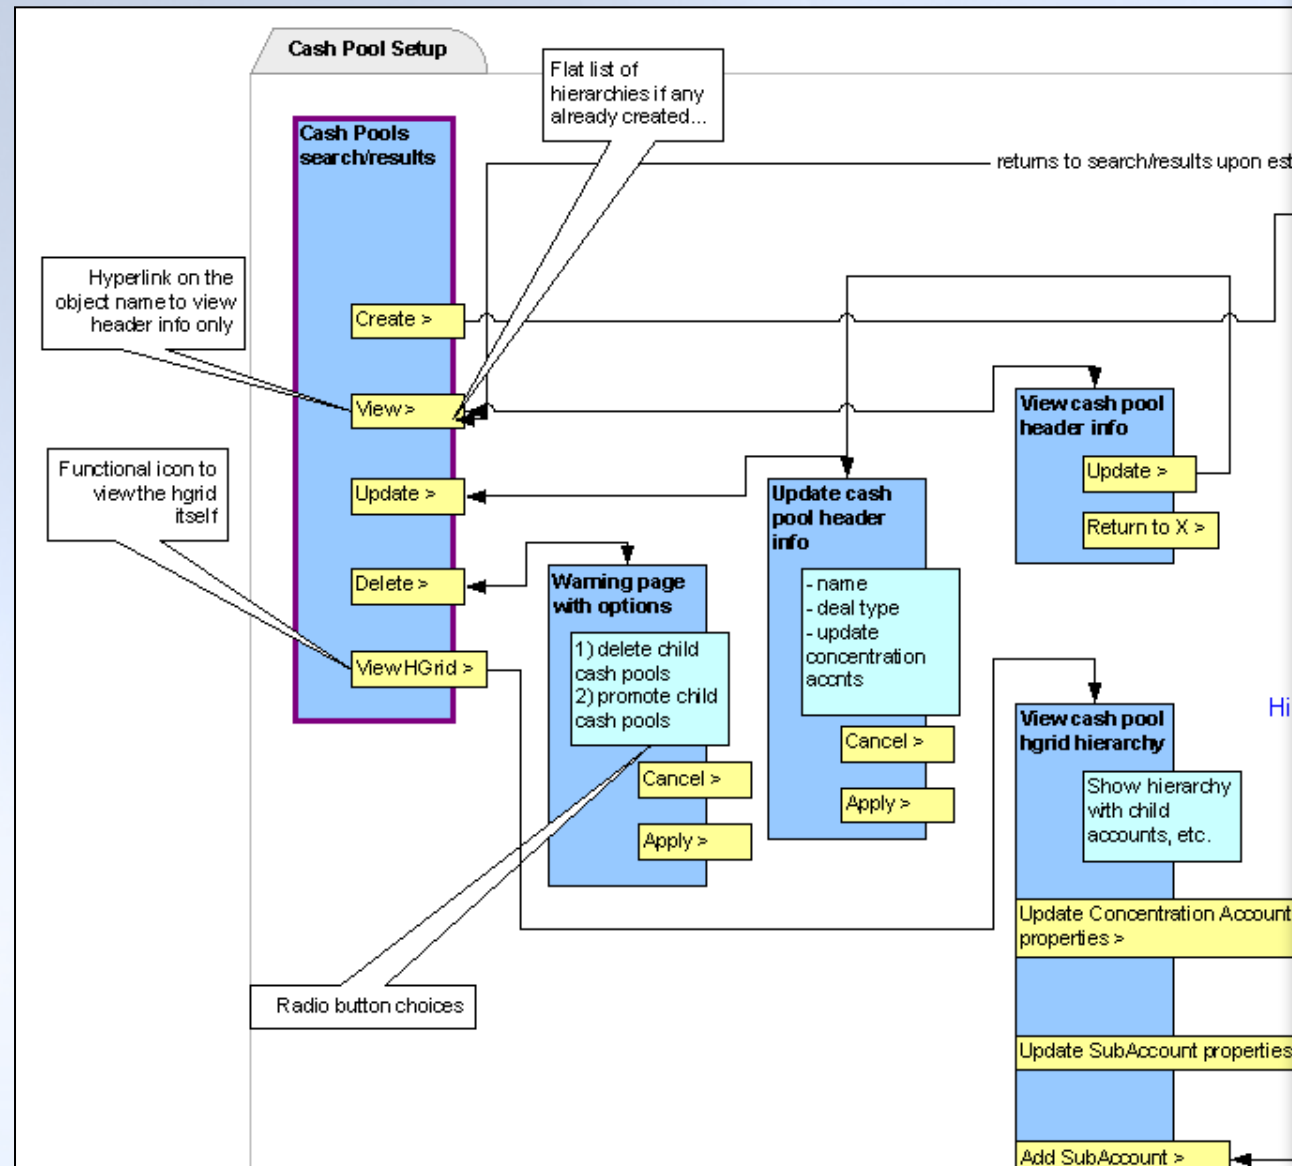 Cash Pool Setup
Flat list of
hierarchies if any
already created...
Cash Pools
search/results
returns to search/results upon est
Hyperlink on the
object name to view
header info only
Create >
View >
View cash pool
header info
Functional icon to
view the hgrid
itself
Update >
Update >
Return to X >
Update cash
pool header
info
Delete >
Warning page
with options
- name
- deal type
- update
concentration
accnts
1) delete child
cash pools
2) promote child
cash pools
View HGrid >
View cash pool
hgrid hierarchy
Hi
Cancel >
Cancel >
Show hierarchy
with child
accounts, etc.
Apply >
Apply >
Update Concentration Account
properties >
Radio button choices
Update SubAccount properties
Add SubAccount >